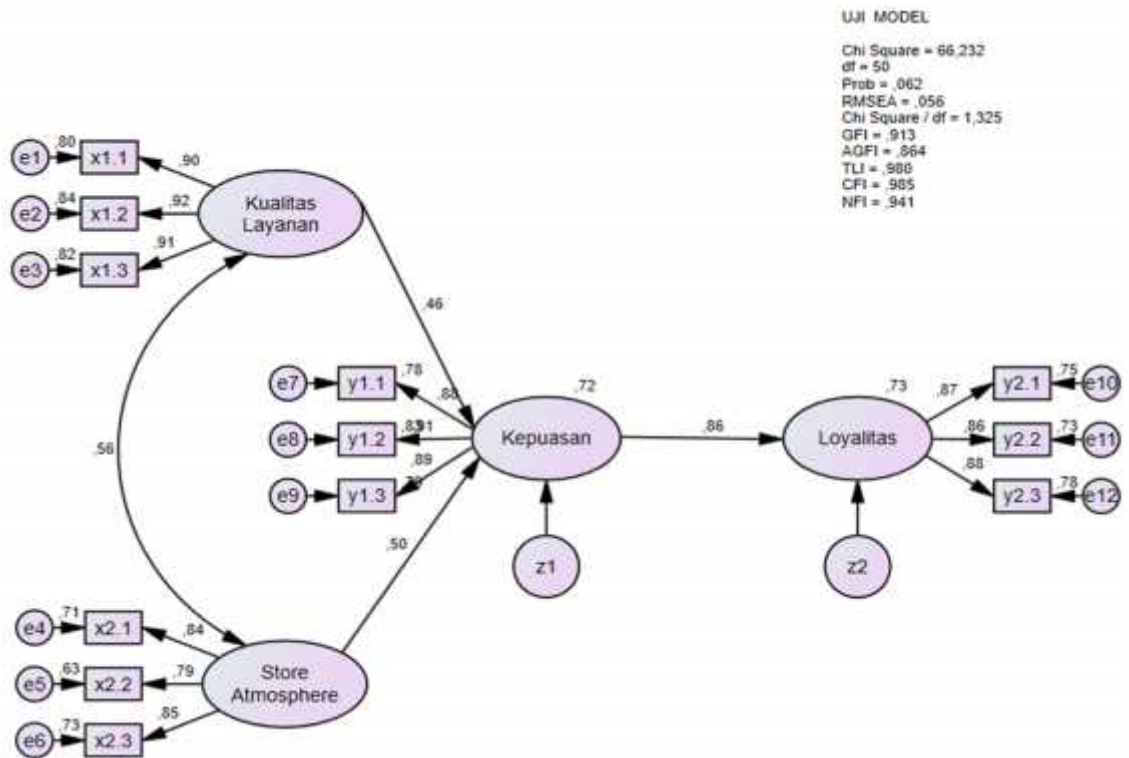 UJI MODEL
Chi Square = 66,232
df = 50
Prob = ,062
RMSEA = ,056
Chi Square / df = 1,325
GFI = ,913
AGFI = ,864
TLI = ,980
CFI = ,985
NFI = ,941
e1 ,80 x1.1 ,90
e2 ,84 x1.2 ,92
e3 ,82 x1.3 ,91
Kualitas
Layanan
,46
,56
e7 y1.1 ,78 ,88
e8 y1.2 ,83 ,91
e9 y1.3 ,89
Kepuasan ,72
,86
Loyalitas ,73
,87 y2.1 ,75 e10
,86 y2.2 ,73 e11
,88 y2.3 ,78 e12
,50
z1
z2
e4 ,71 x2.1 ,84
e5 ,63 x2.2 ,79
e6 ,73 x2.3 ,85
Store
Atmosphere